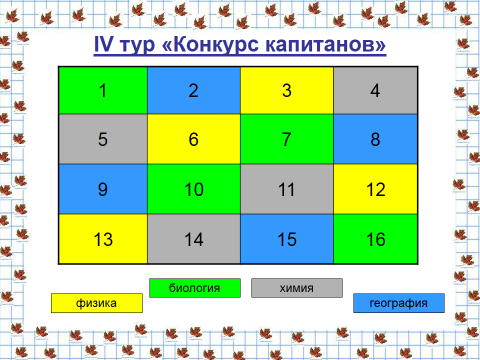 IV тур «Конкурс капитанов»
1 2 3 4
5 6 7 8
9 10 11 12
13 14 15 16
биология химия
физика география